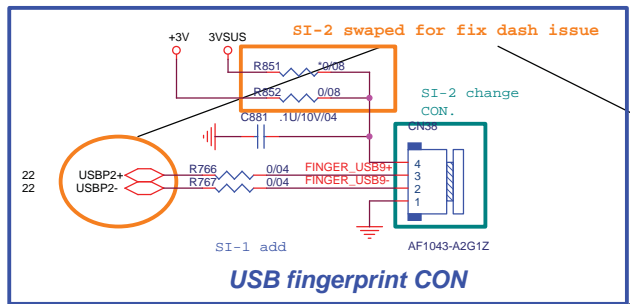 SI-2 swaped for fix dash issue
+3V
3VSUS
R851 *0/08
R852 0/08
C881 .1U/10V/04
SI-2 change
CON.
CN38
22 USBP2+ R766 0/04 FINGER_USB9+ 4
22 USBP2- R767 0/04 FINGER_USB9- 3
2
1
SI-1 add
AF1043-A2G1Z
USB fingerprint CON